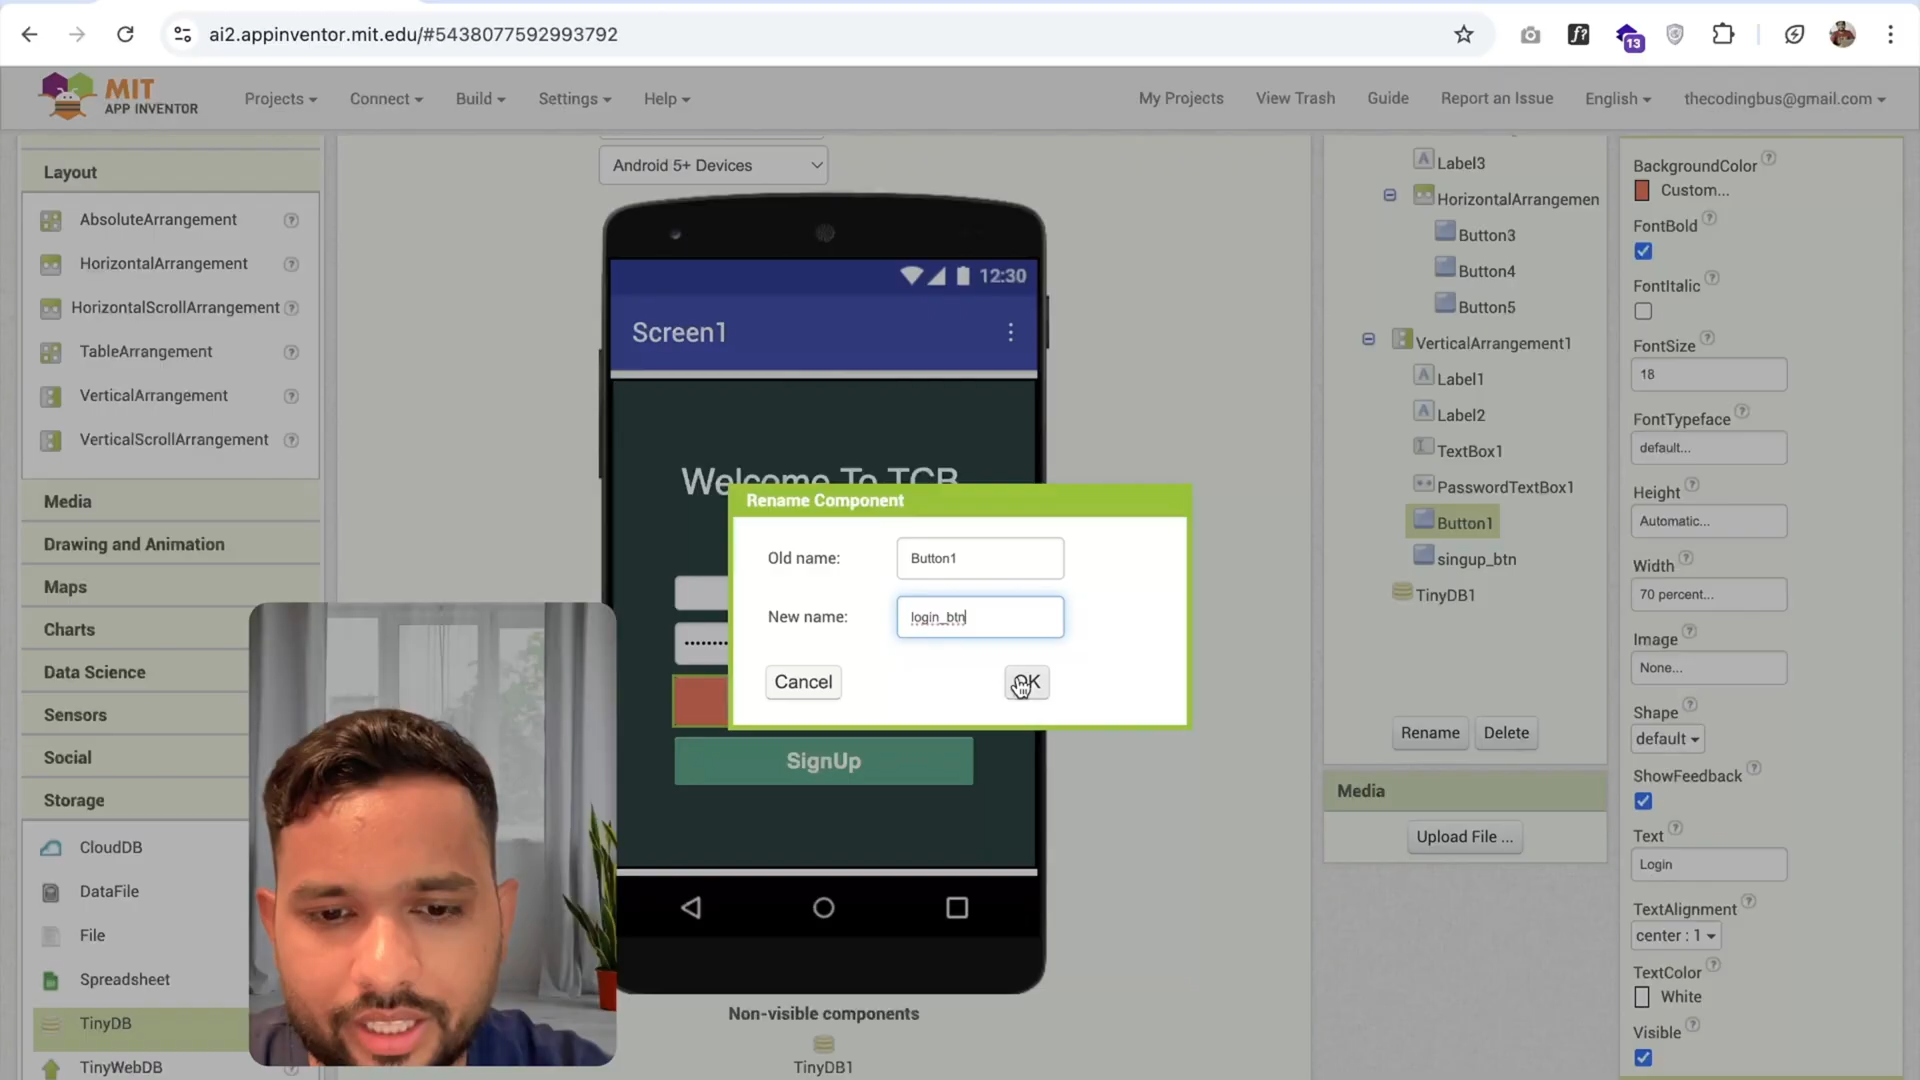 ai2.appinventor.mit.edu/#5438077592993792
13
MIT
APP INVENTOR
Projects
Connect
Build
Settings
Help
My Projects
View Trash
Guide
Report an Issue
English
thecodingbus@gmail.com
Layout
AbsoluteArrangement
HorizontalArrangement
HorizontalScrollArrangement
TableArrangement
VerticalArrangement
VerticalScrollArrangement
Media
Drawing and Animation
Maps
Charts
Data Science
Sensors
Social
Storage
CloudDB
DataFile
File
Spreadsheet
TinyDB
TinyWebDB
Android 5+ Devices
12:30
Screen1
Welcome To TCB
Rename Component
Old name:
Button1
New name:
login_btn
Cancel
OK
SignUp
Non-visible components
TinyDB1
Label3
HorizontalArrangemen
Button3
Button4
Button5
VerticalArrangement1
Label1
Label2
TextBox1
PasswordTextBox1
Button1
singup_btn
TinyDB1
Rename
Delete
Media
Upload File ...
BackgroundColor
Custom...
FontBold
FontItalic
FontSize
18
FontTypeface
default...
Height
Automatic...
Width
70 percent...
Image
None...
Shape
default
ShowFeedback
Text
Login
TextAlignment
center : 1
TextColor
White
Visible